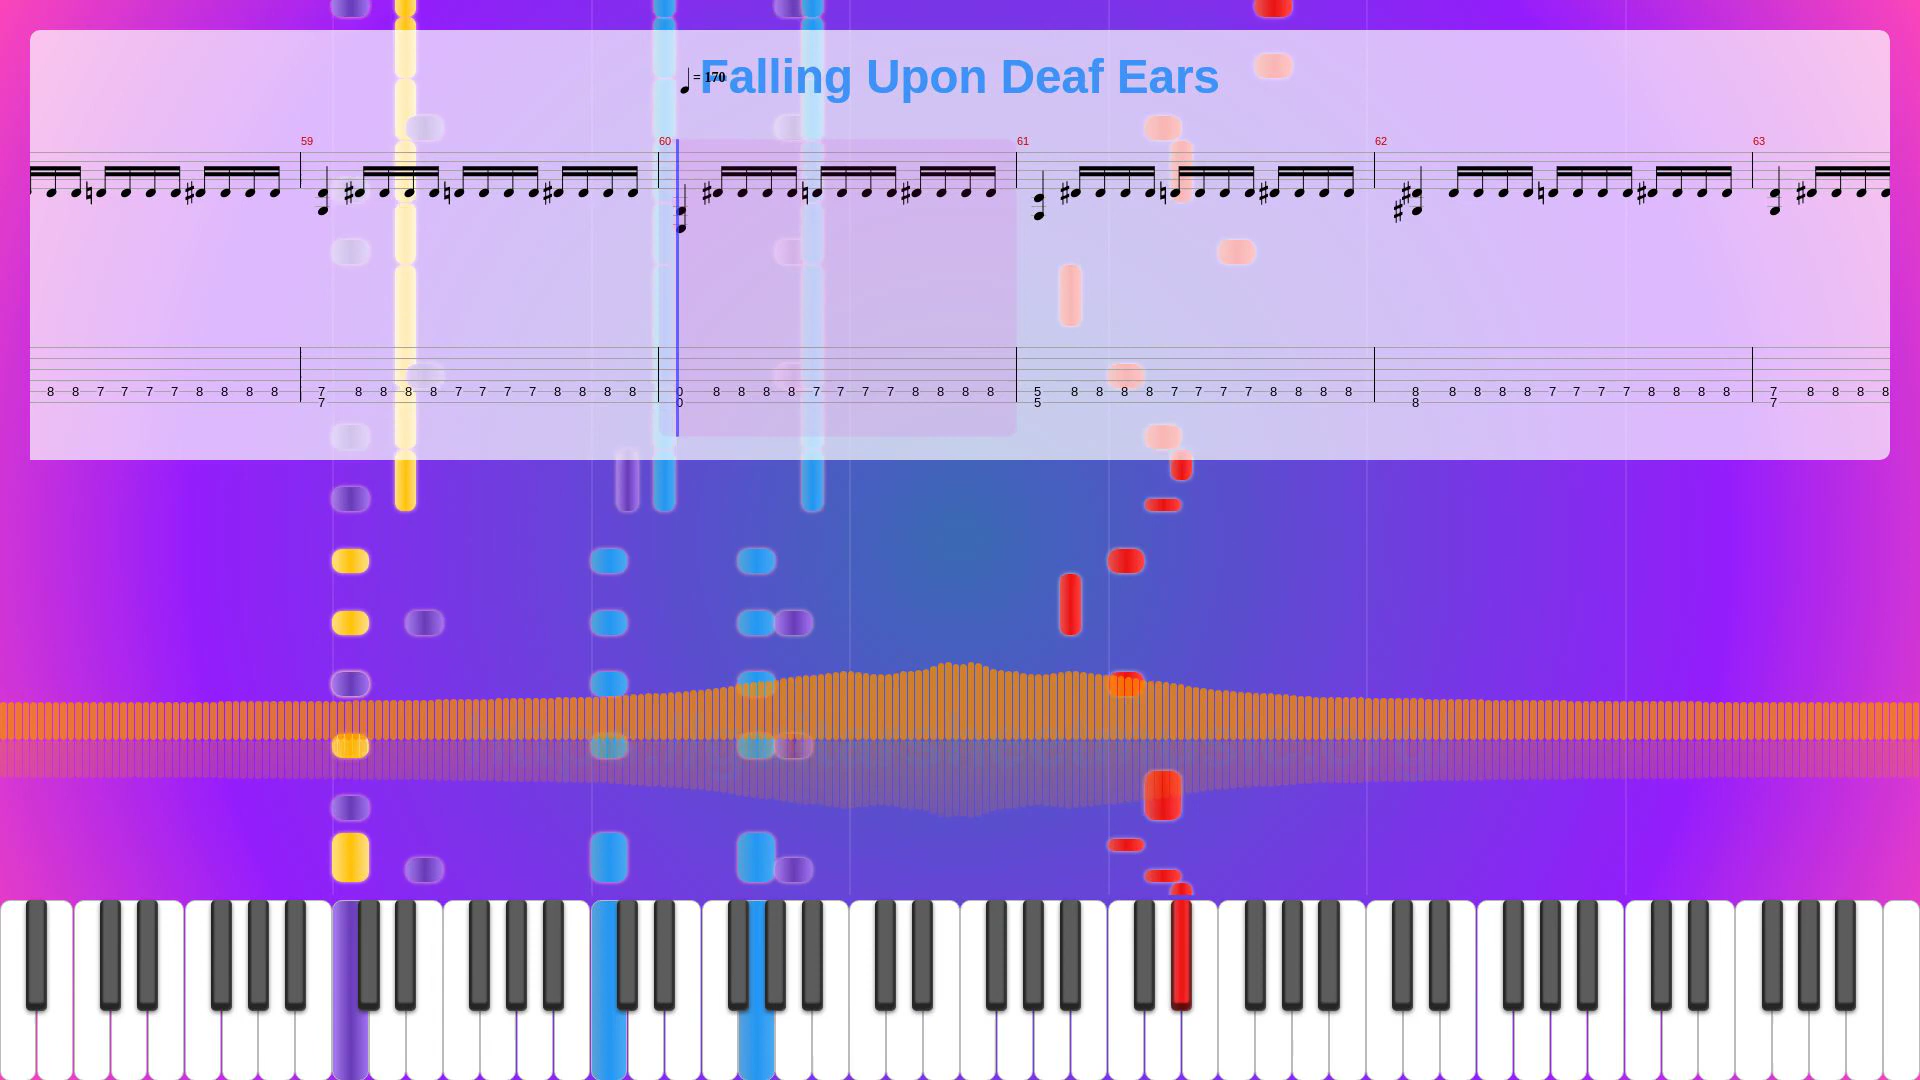 Falling Upon Deaf Ears
♩ = 170
59 60 61 62 63
8 8 7 7 7 7 8 8 8 8 7 8 8 8 8 7 7 7 7 8 8 8 8 0 8 8 8 8 7 7 7 7 8 8 8 8 5 8 8 8 8 7 7 7 7 8 8 8 8 8 8 8 8 8 7 7 7 7 8 8 8 8 7 8 8 8 8
7 0 5 8 7